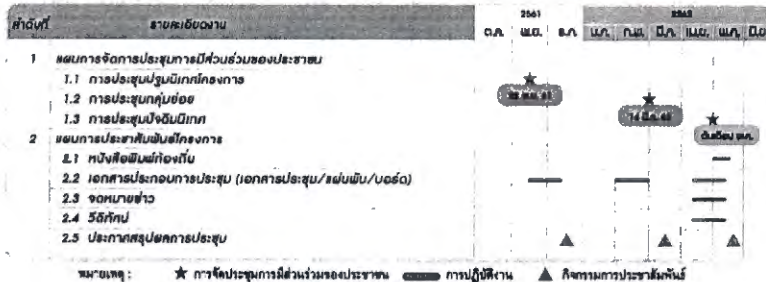 ลำดับที่ รายละเอียดงาน 2561 2562
ต.ค. พ.ย. ธ.ค. ม.ค. ก.พ. มี.ค. เม.ย. พ.ค. มิ.ย.
1 แผนการจัดการประชุมการมีส่วนร่วมของประชาชน
1.1 การประชุมปฐมนิเทศโครงการ
1.2 การประชุมกลุ่มย่อย
1.3 การประชุมปัจฉิมนิเทศ
14 มี.ค. 62
ต้นเดือน พ.ค.
2 แผนการประชาสัมพันธ์โครงการ
2.1 หนังสือพิมพ์ท้องถิ่น
2.2 เอกสารประกอบการประชุม (เอกสารประชุม/แผ่นพับ/บอร์ด)
2.3 จดหมายข่าว
2.4 วีดิทัศน์
2.5 ประกาศสรุปผลการประชุม
หมายเหตุ : การจัดประชุมการมีส่วนร่วมของประชาชน การปฏิบัติงาน กิจกรรมการประชาสัมพันธ์